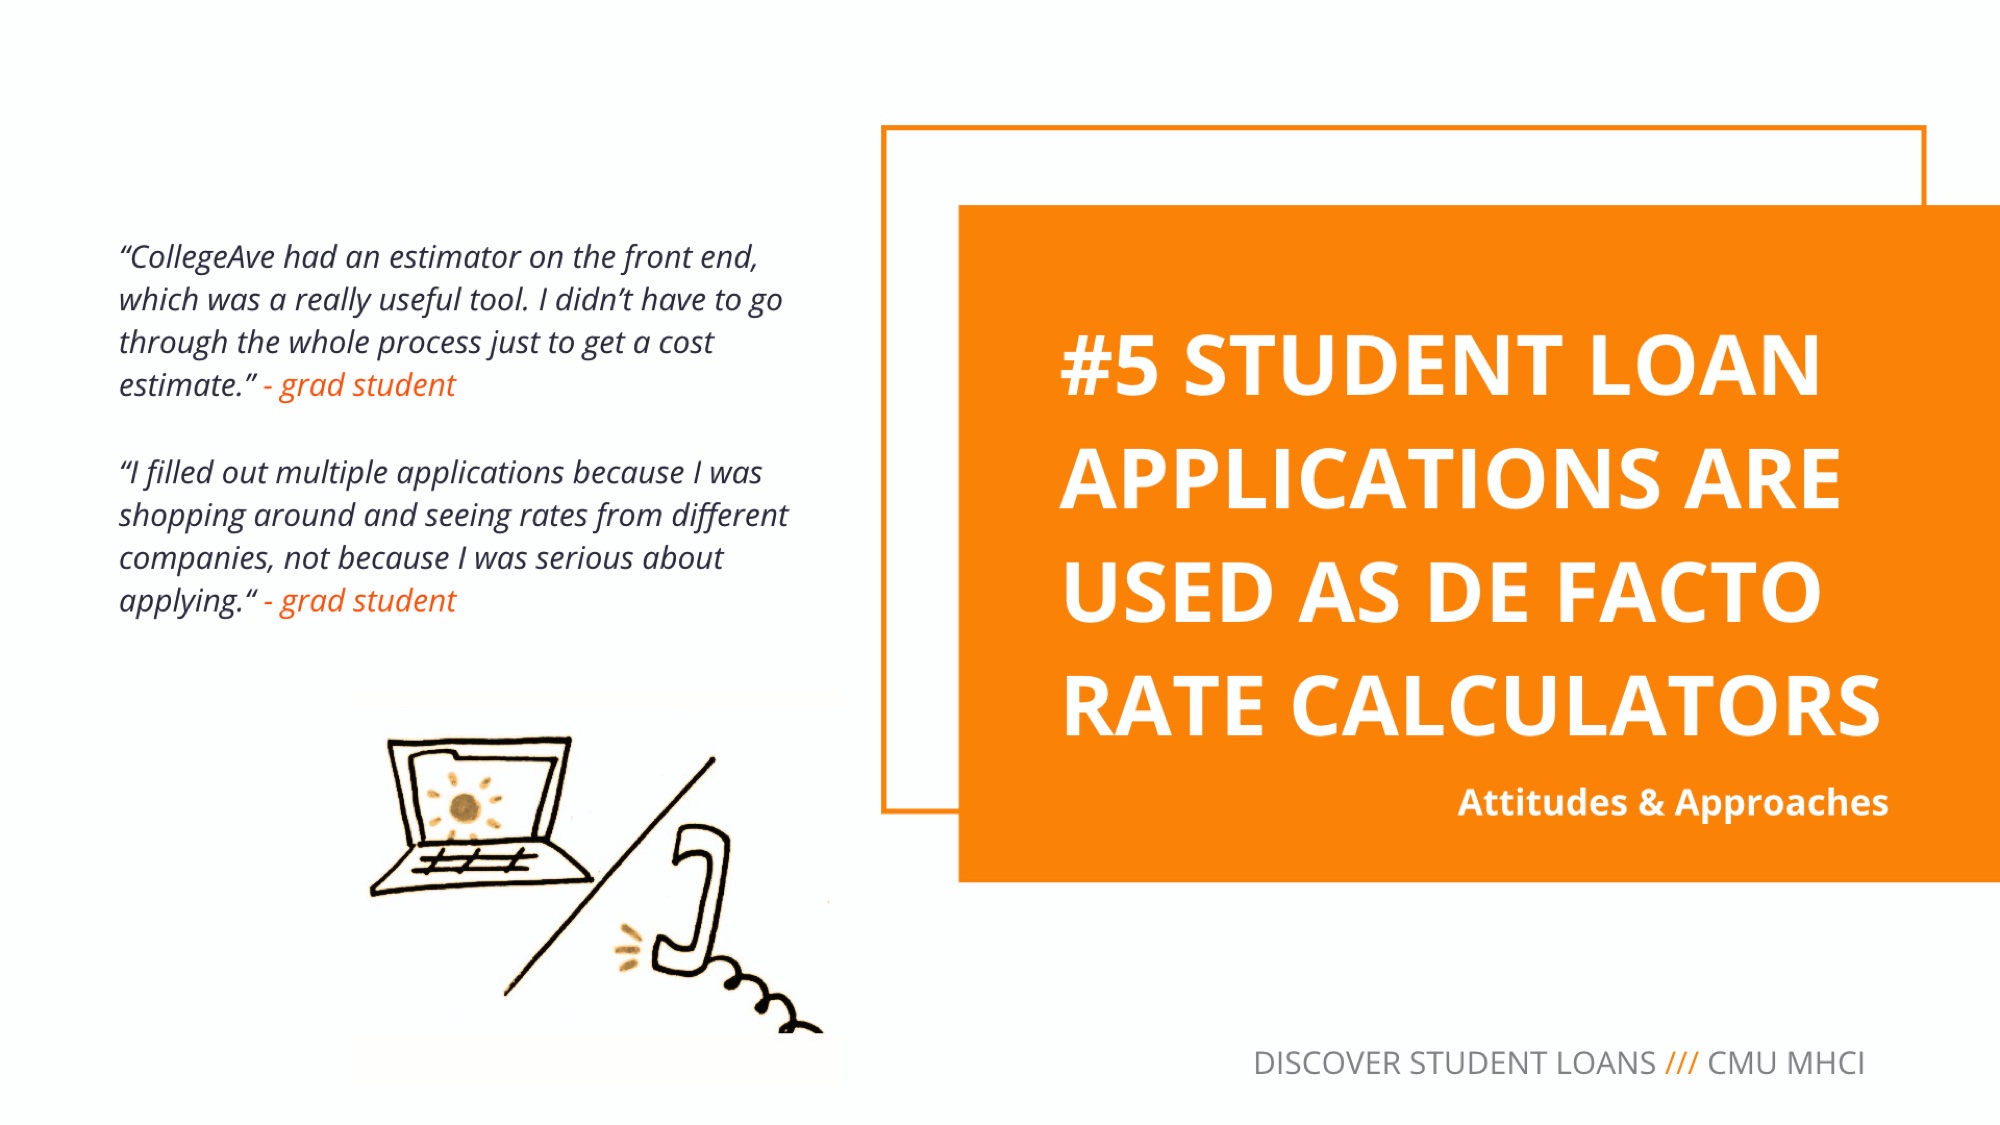 “CollegeAve had an estimator on the front end,
which was a really useful tool. I didn’t have to go
through the whole process just to get a cost
estimate.” - grad student
“I filled out multiple applications because I was
shopping around and seeing rates from different
companies, not because I was serious about
applying.“ - grad student
#5 STUDENT LOAN
APPLICATIONS ARE
USED AS DE FACTO
RATE CALCULATORS
Attitudes & Approaches
DISCOVER STUDENT LOANS /// CMU MHCI